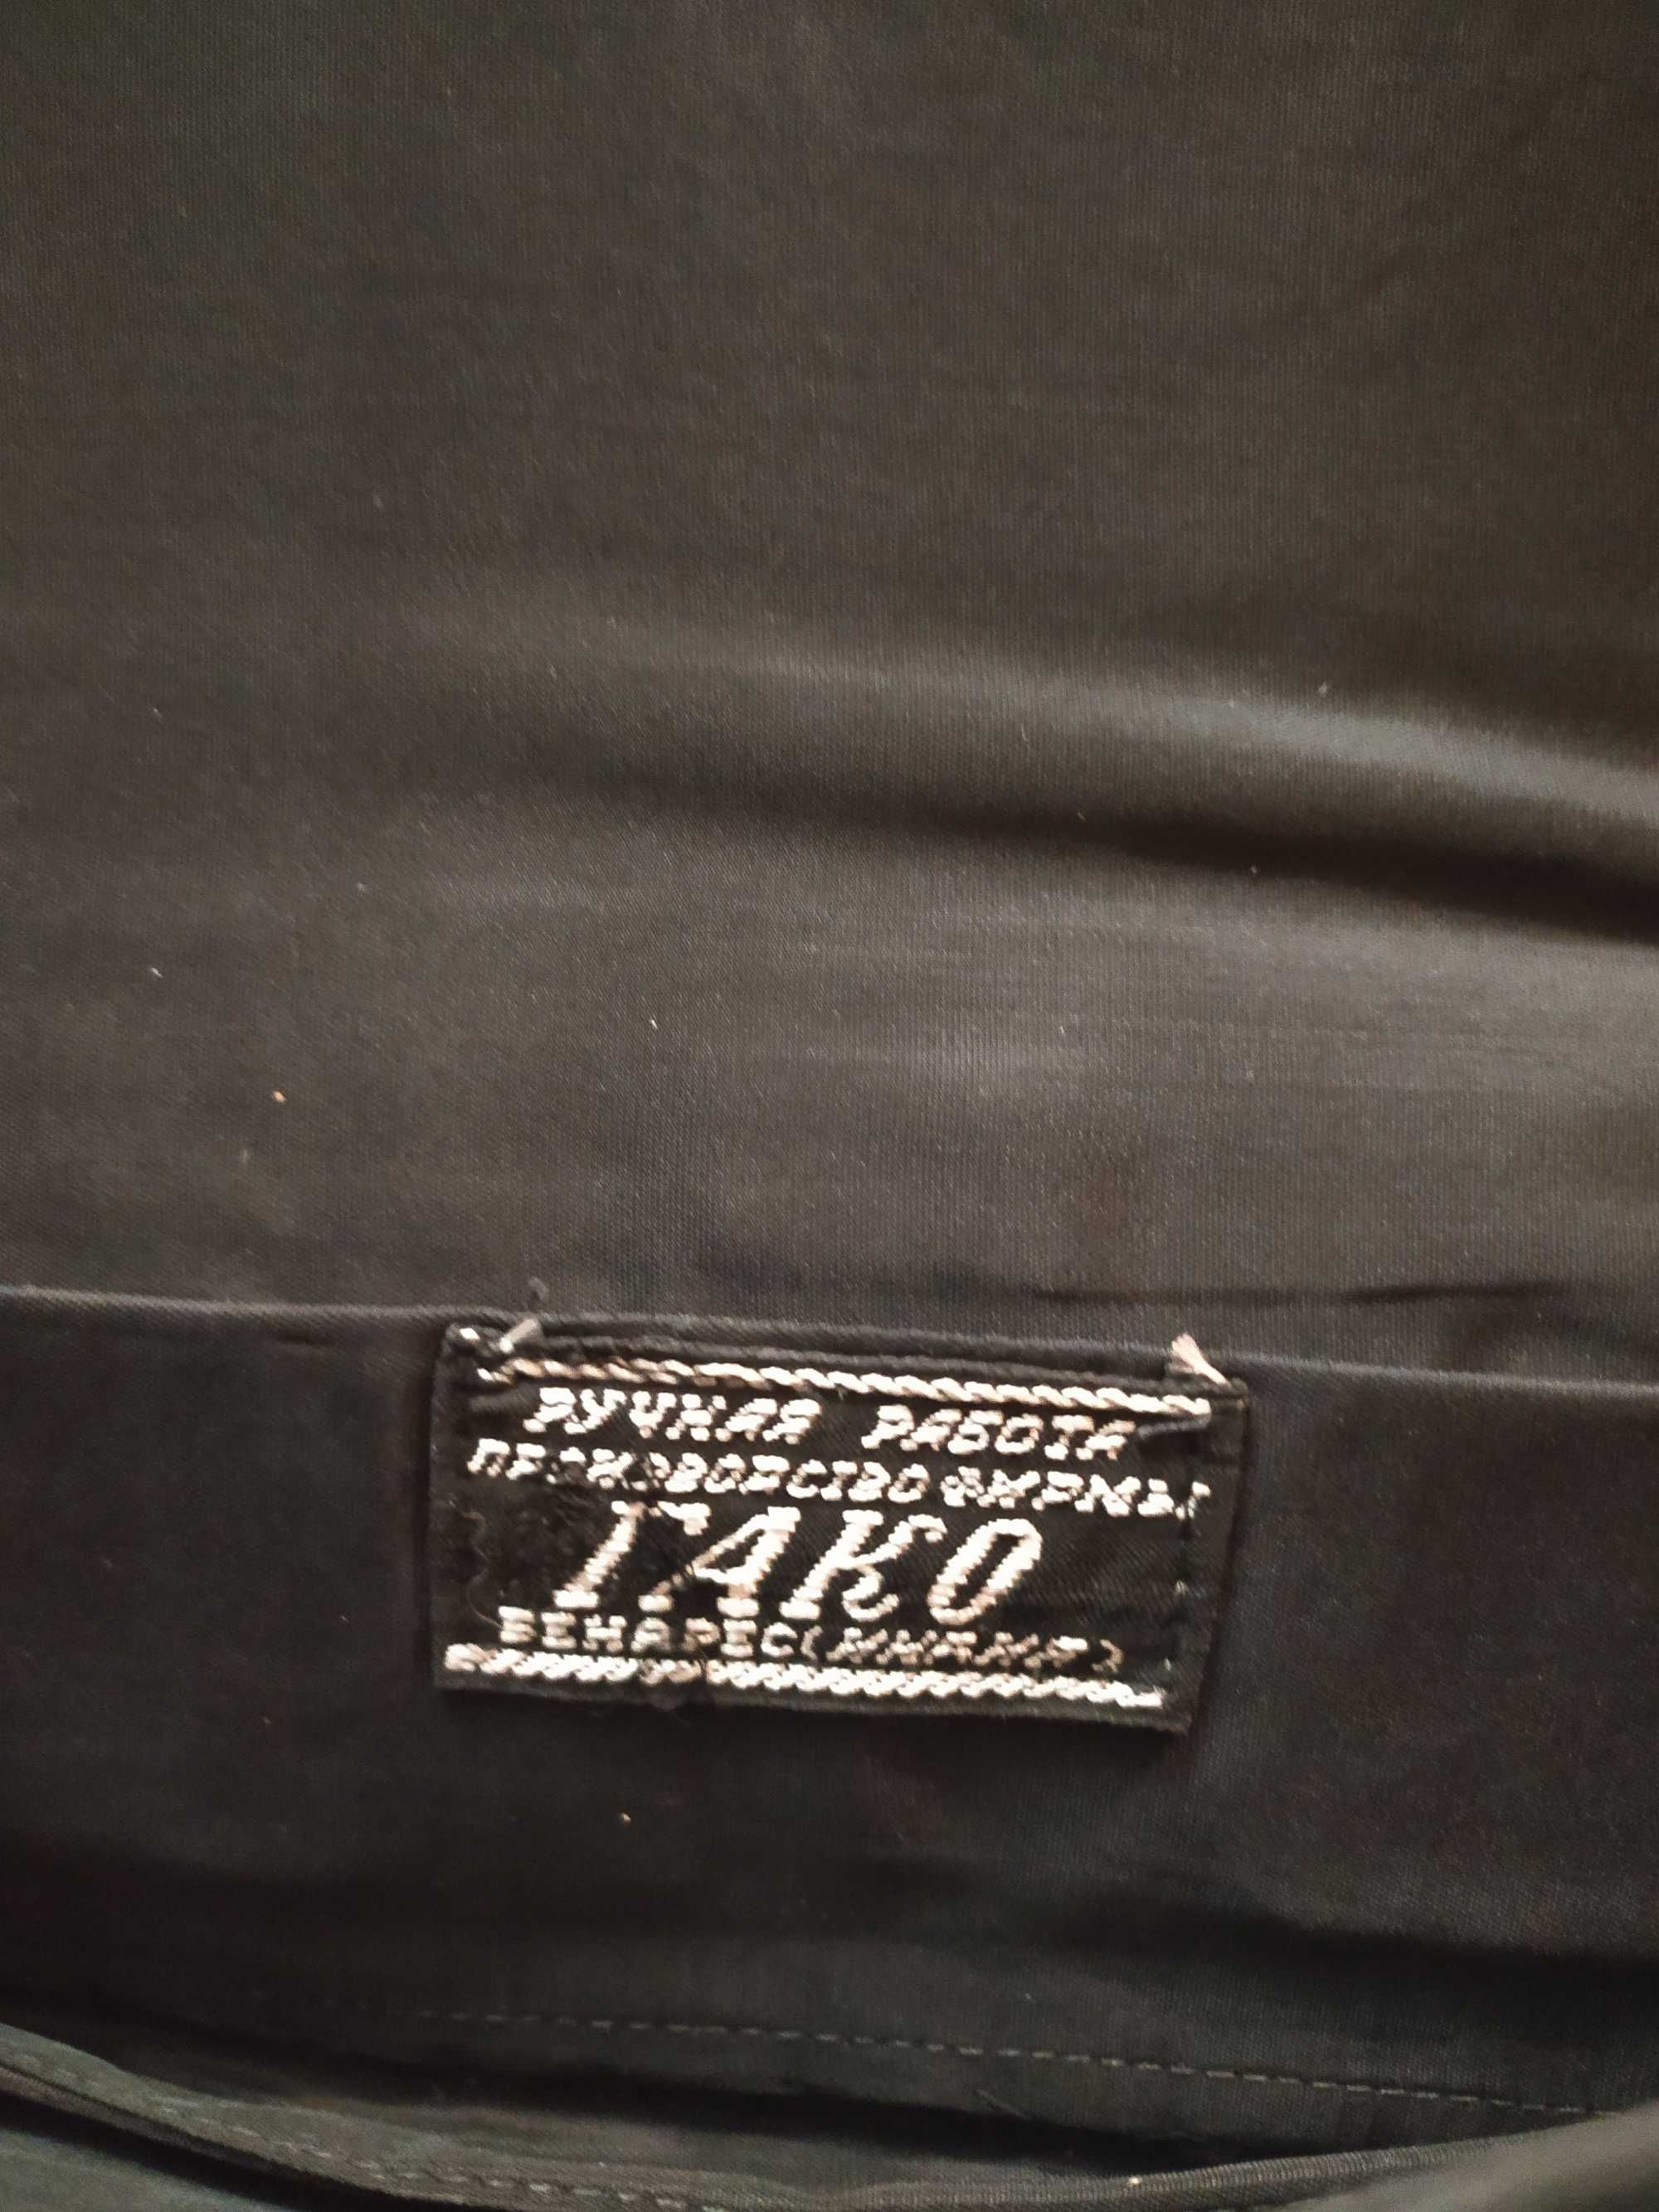 РУЧНАЯ РАБОТА
ПРОИЗВОДСТВО ФИРМЫ
ГАКО
БЕНАРЕС(ИНДИЯ)